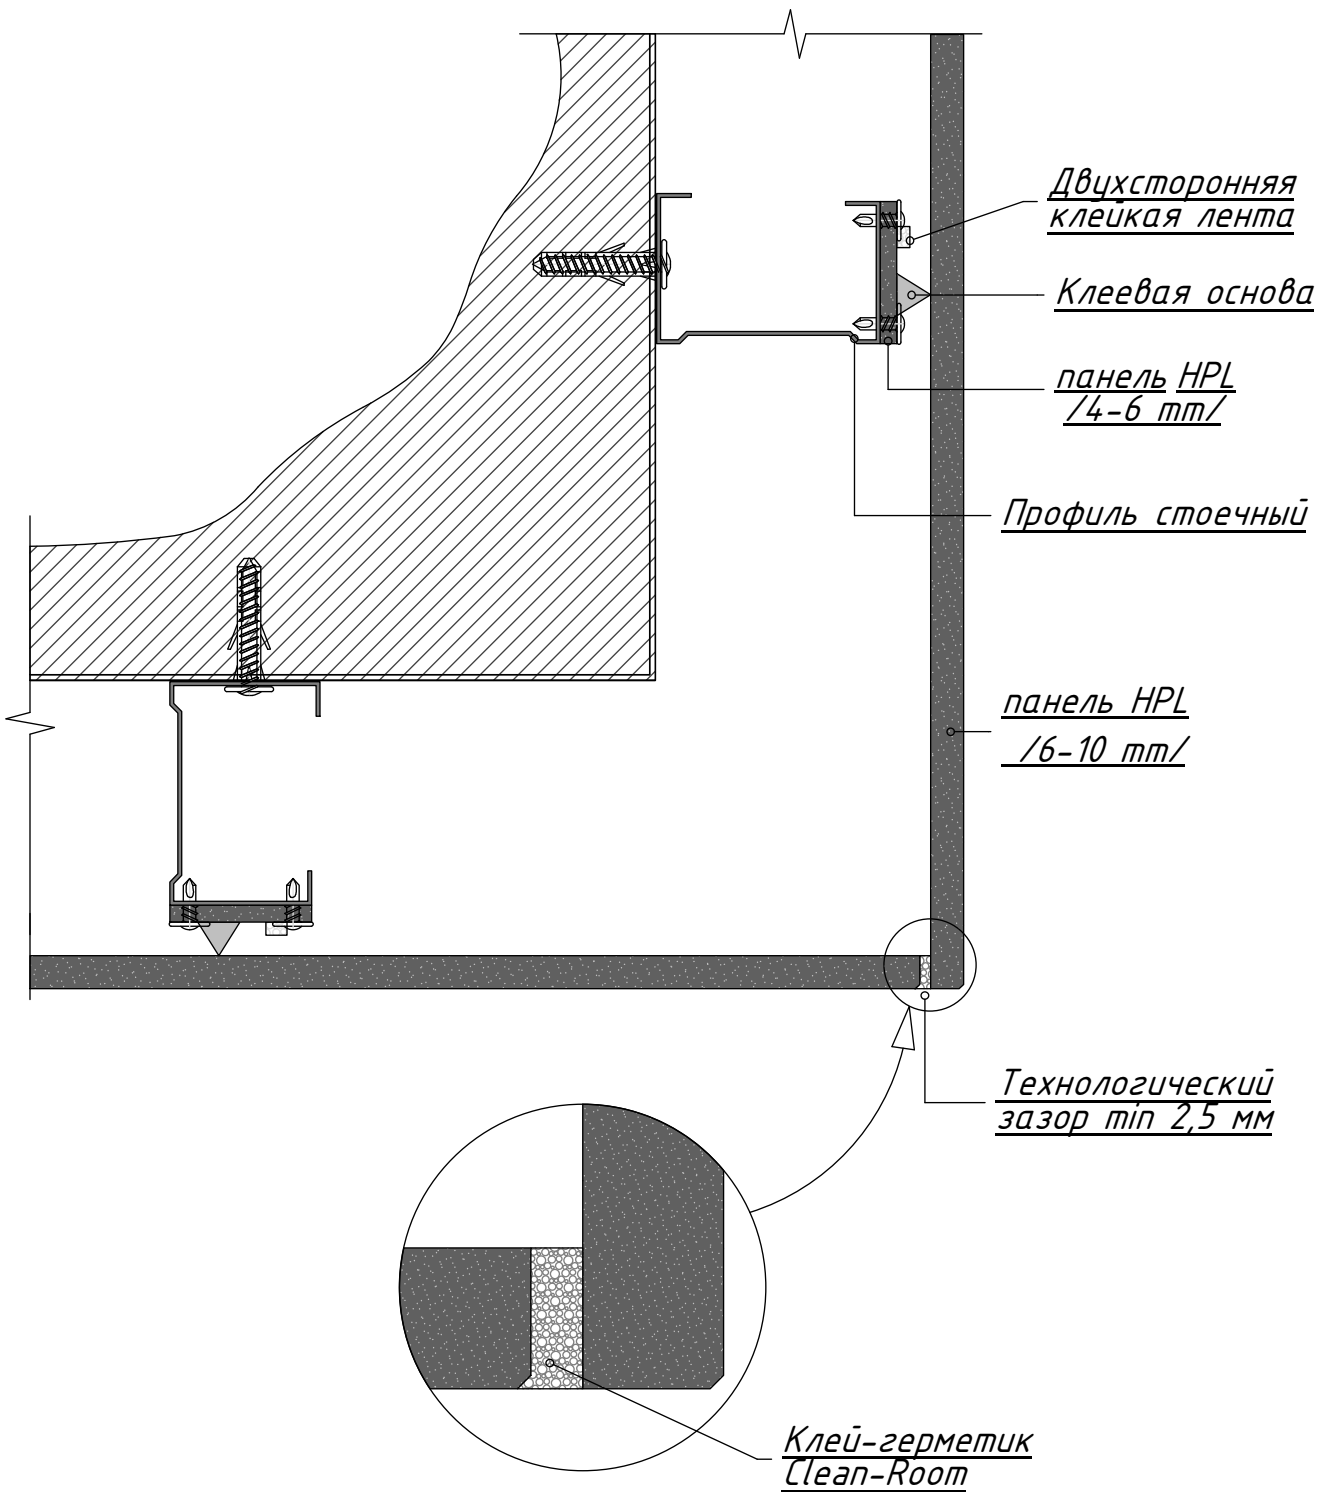 Двухсторонняя
клейкая лента
Клеевая основа
панель HPL
/4-6 mm/
Профиль стоечный
панель HPL
/6-10 mm/
Технологический
зазор min 2,5 мм
Клей-герметик
Clean-Room